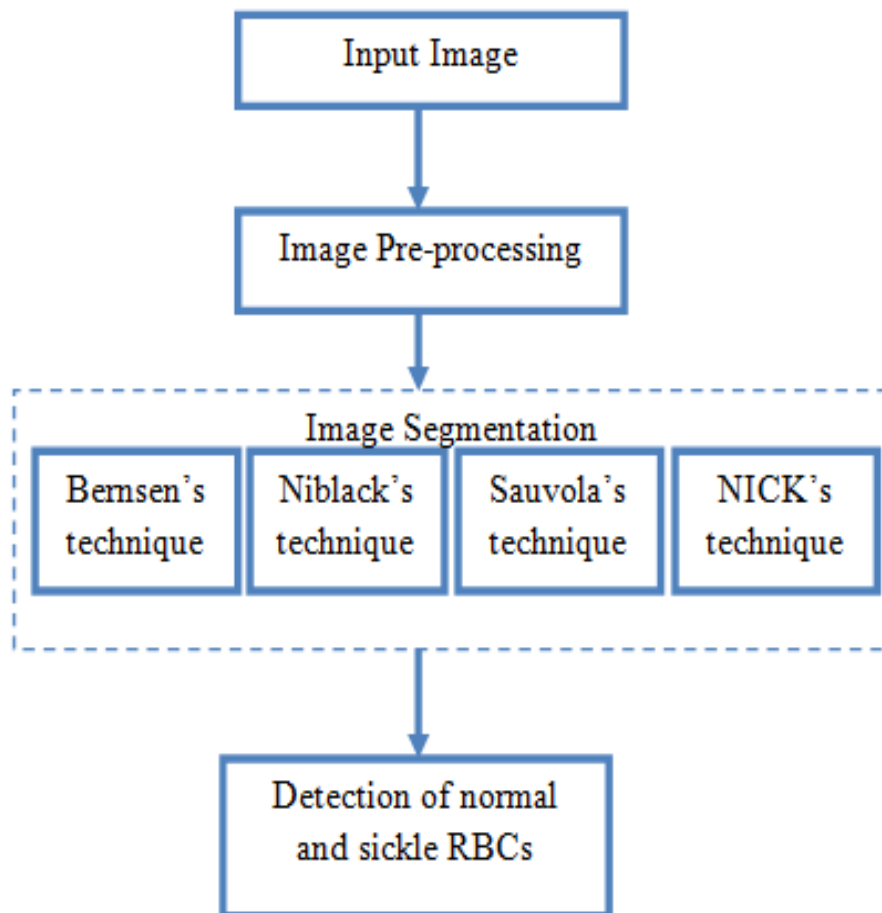 Input Image
Image Pre-processing
Image Segmentation
Bernsen’s
technique
Niblack’s
technique
Sauvola’s
technique
NICK’s
technique
Detection of normal
and sickle RBCs